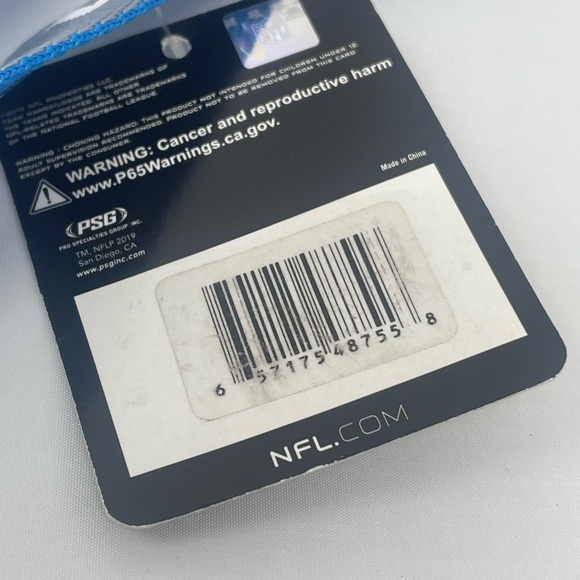 NFL
2019 NFL PROPERTIES LLC.
TEAM NAMES/LOGOS ARE TRADEMARKS OF
THE TEAMS INDICATED. ALL OTHER
NFL-RELATED TRADEMARKS ARE TRADEMARKS
OF THE NATIONAL FOOTBALL LEAGUE.
WARNING - CHOKING HAZARD: THIS PRODUCT NOT INTENDED FOR CHILDREN UNDER 12.
ADULT SUPERVISION RECOMMENDED. PRODUCT NOT TO BE REMOVED FROM THIS CARD
EXCEPT BY THE CONSUMER.
WARNING: Cancer and reproductive harm
www.P65Warnings.ca.gov.
Made in China
PSG
PRO SPECIALTIES GROUP INC.
TM, NFLP 2019
San Diego, CA
www.psginc.com
6 57175 48755 8
NFL.COM